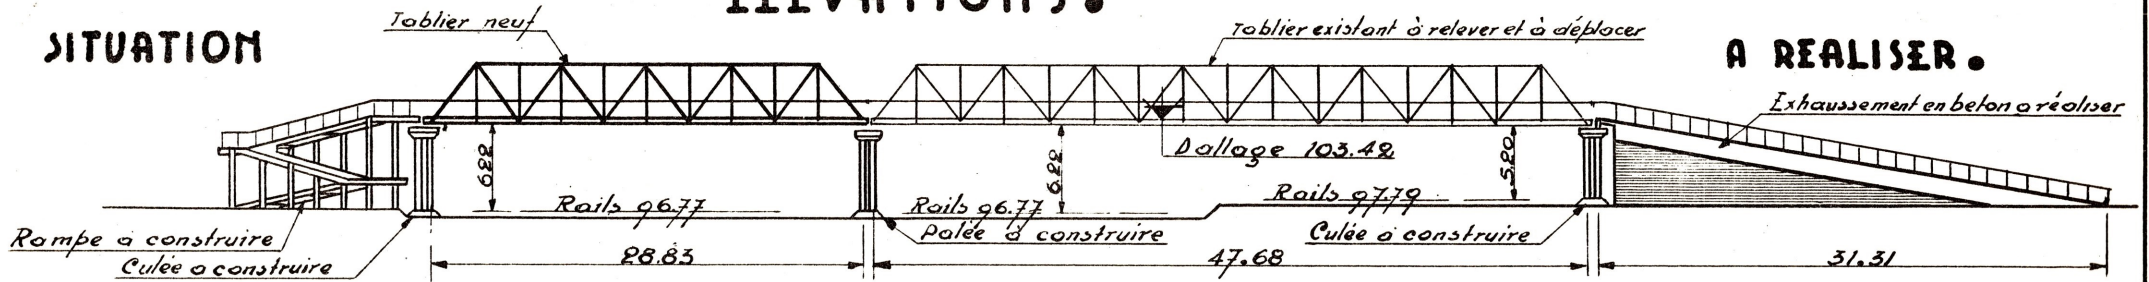 ELEVATIONS.
SITUATION
A REALISER.
Tablier neuf
Tablier existant à relever et à déplacer
Exhaussement en beton a réaliser
Dallage 103.42
6.22
6.22
5.20
Rails 96.77
Rails 96.77
Rails 97.79
Rampe a construire
Culée a construire
Palée à construire
Culée a construire
28.83
47.68
31.31